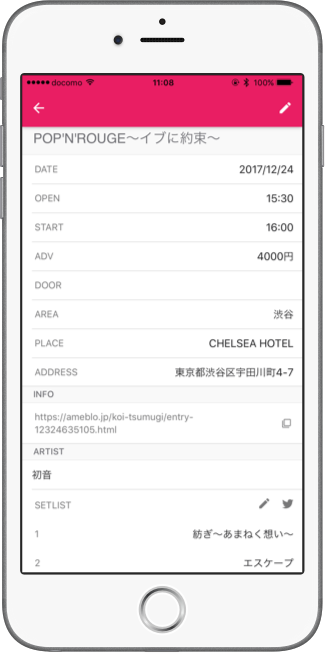 docomo 11:08 100%
POP'N'ROUGE〜イブに約束〜
DATE 2017/12/24
OPEN 15:30
START 16:00
ADV 4000円
DOOR
AREA 渋谷
PLACE CHELSEA HOTEL
ADDRESS 東京都渋谷区宇田川町4-7
INFO
https://ameblo.jp/koi-tsumugi/entry-
12324635105.html
ARTIST
初音
SETLIST
1 紡ぎ〜あまねく想い〜
2 エスケープ